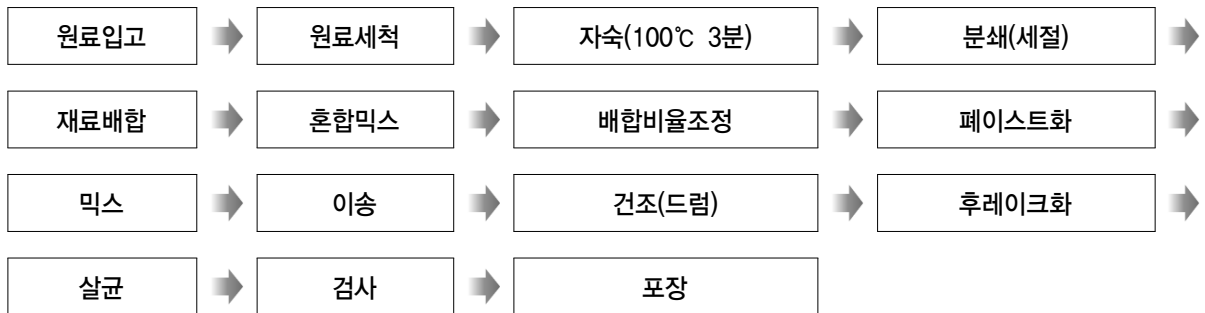 원료입고 원료세척 자숙(100℃ 3분) 분쇄(세절)
재료배합 혼합믹스 배합비율조정 페이스트화
믹스 이송 건조(드럼) 후레이크화
살균 검사 포장